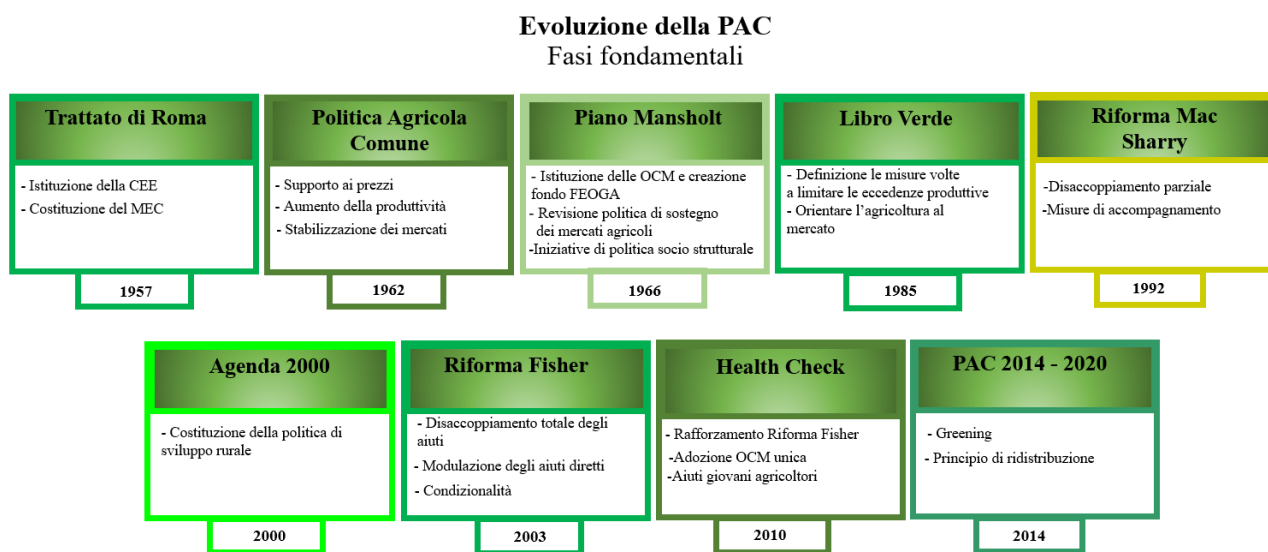 Evoluzione della PAC
Fasi fondamentali
Trattato di Roma
- Istituzione della CEE
- Costituzione del MEC
1957
Politica Agricola
Comune
- Supporto ai prezzi
- Aumento della produttività
- Stabilizzazione dei mercati
1962
Piano Mansholt
- Istituzione delle OCM e creazione
fondo FEOGA
- Revisione politica di sostegno
dei mercati agricoli
-Iniziative di politica socio strutturale
1966
Libro Verde
- Definizione le misure volte
a limitare le eccedenze produttive
- Orientare l’agricoltura al
mercato
1985
Riforma Mac
Sharry
-Disaccoppiamento parziale
-Misure di accompagnamento
1992
Agenda 2000
- Costituzione della politica di
sviluppo rurale
2000
Riforma Fisher
- Disaccoppiamento totale degli
aiuti
- Modulazione degli aiuti diretti
- Condizionalità
2003
Health Check
- Rafforzamento Riforma Fisher
-Adozione OCM unica
-Aiuti giovani agricoltori
2010
PAC 2014 - 2020
- Greening
- Principio di ridistribuzione
2014